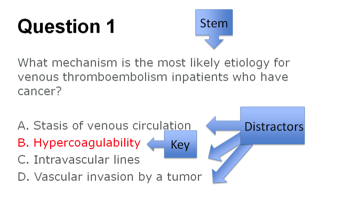 Question 1
Stem
What mechanism is the most likely etiology for
venous thromboembolism inpatients who have
cancer?
A. Stasis of venous circulation
B. Hypercoagulability
C. Intravascular lines
D. Vascular invasion by a tumor
Key
Distractors